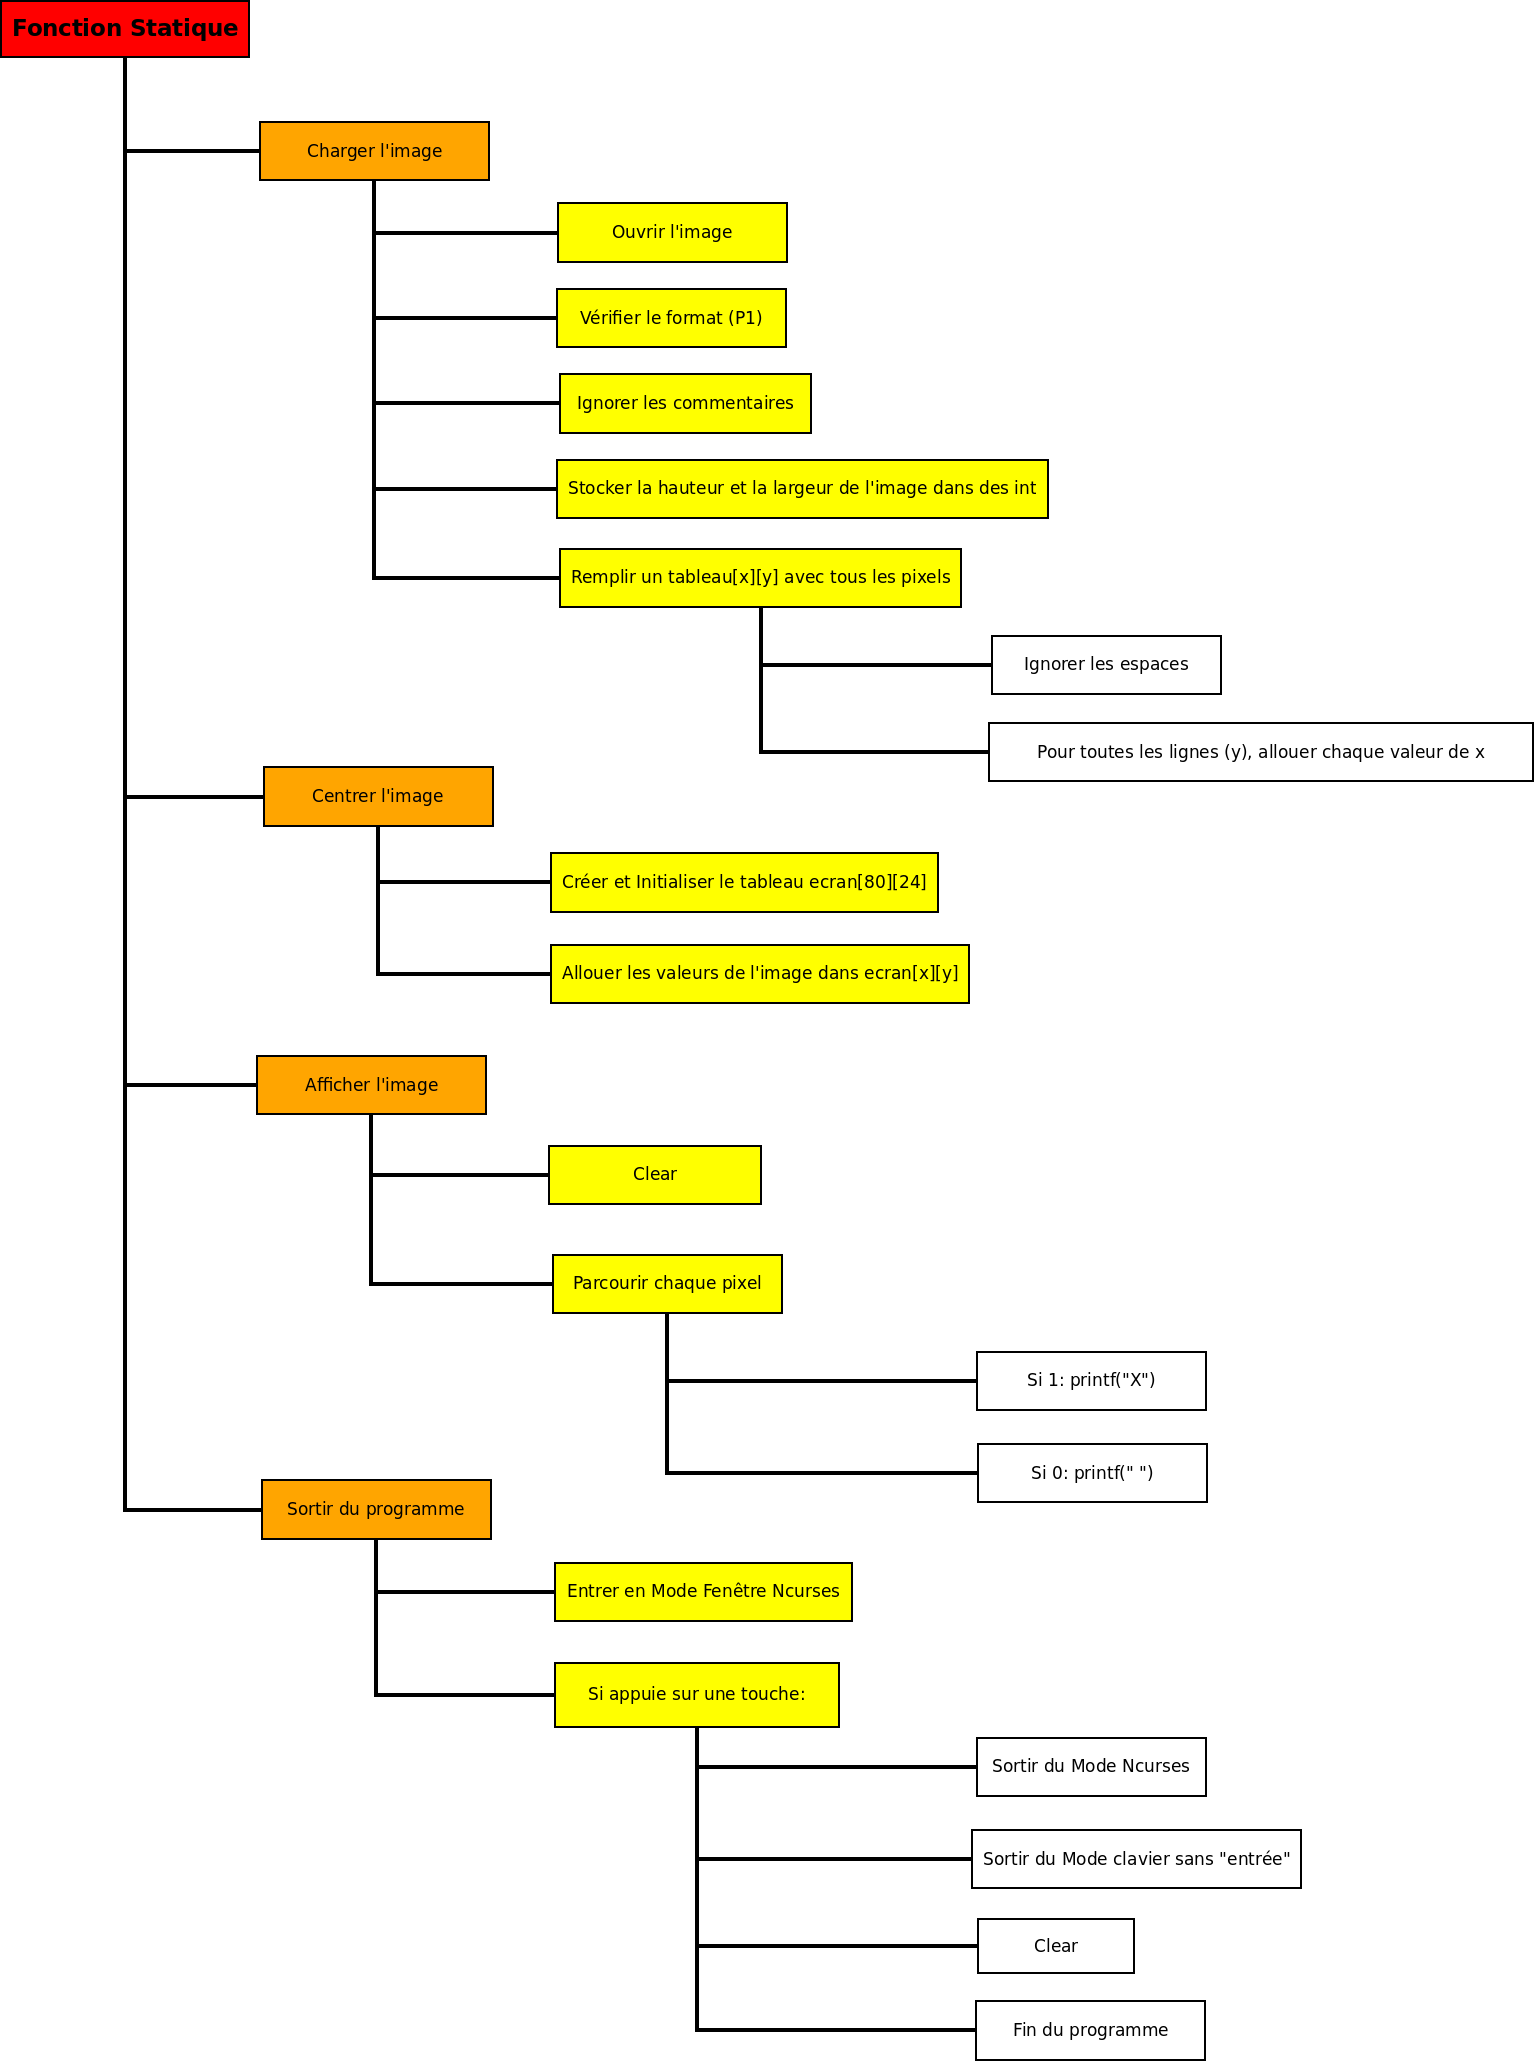 Fonction Statique
Charger l'image
Ouvrir l'image
Vérifier le format (P1)
Ignorer les commentaires
Stocker la hauteur et la largeur de l'image dans des int
Remplir un tableau[x][y] avec tous les pixels
Ignorer les espaces
Pour toutes les lignes (y), allouer chaque valeur de x
Centrer l'image
Créer et Initialiser le tableau ecran[80][24]
Allouer les valeurs de l'image dans ecran[x][y]
Afficher l'image
Clear
Parcourir chaque pixel
Si 1: printf("X")
Si 0: printf(" ")
Sortir du programme
Entrer en Mode Fenêtre Ncurses
Si appuie sur une touche:
Sortir du Mode Ncurses
Sortir du Mode clavier sans "entrée"
Clear
Fin du programme